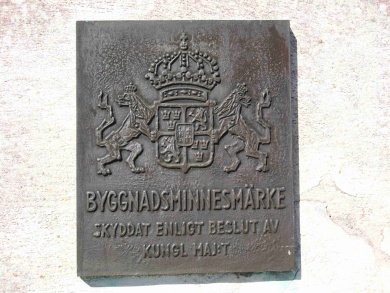 BYGGNADSMINNESMÄRKE
SKYDDAT ENLIGT BESLUT AV
KUNGL MAJ:T